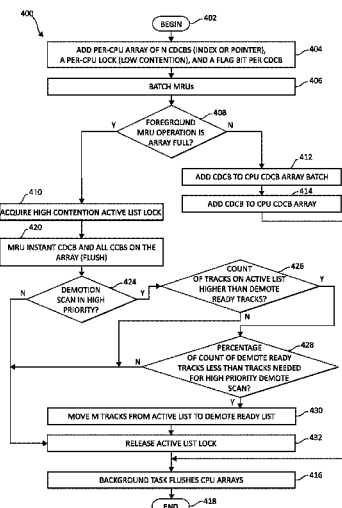 400
402
BEGIN
ADD PER-CPU ARRAY OF N CDCBS (INDEX OR POINTER),
A PER-CPU LOCK (LOW CONTENTION), AND A FLAG BIT PER CDCB
404
BATCH MRUs
406
408
FOREGROUND
MRU OPERATION IS
ARRAY FULL?
Y
N
412
ADD CDCB TO CPU CDCB ARRAY BATCH
414
ADD CDCB TO CPU CDCB ARRAY
410
ACQUIRE HIGH CONTENTION ACTIVE LIST LOCK
420
MRU INSTANT CDCB AND ALL CCBS ON THE
ARRAY (FLUSH)
424
DEMOTION
SCAN IN HIGH
PRIORITY?
N
Y
426
COUNT
OF TRACKS ON ACTIVE LIST
HIGHER THAN DEMOTE
READY TRACKS?
Y
N
428
PERCENTAGE
OF COUNT OF DEMOTE READY
TRACKS LESS THAN TRACKS NEEDED
FOR HIGH PRIORITY DEMOTE
SCAN?
N
Y
MOVE M TRACKS FROM ACTIVE LIST TO DEMOTE READY LIST
430
RELEASE ACTIVE LIST LOCK
432
BACKGROUND TASK FLUSHES CPU ARRAYS
416
END
418